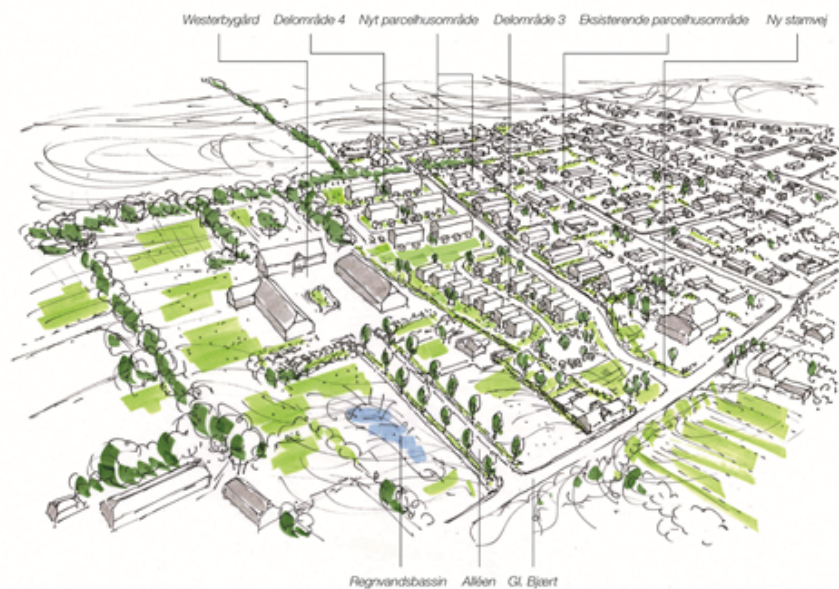 Westerbygård Delområde 4 Nyt parcelhusområde Delområde 3 Eksisterende parcelhusområde Ny stamvej
Regnvandsbassin Alléen Gl. Bjært